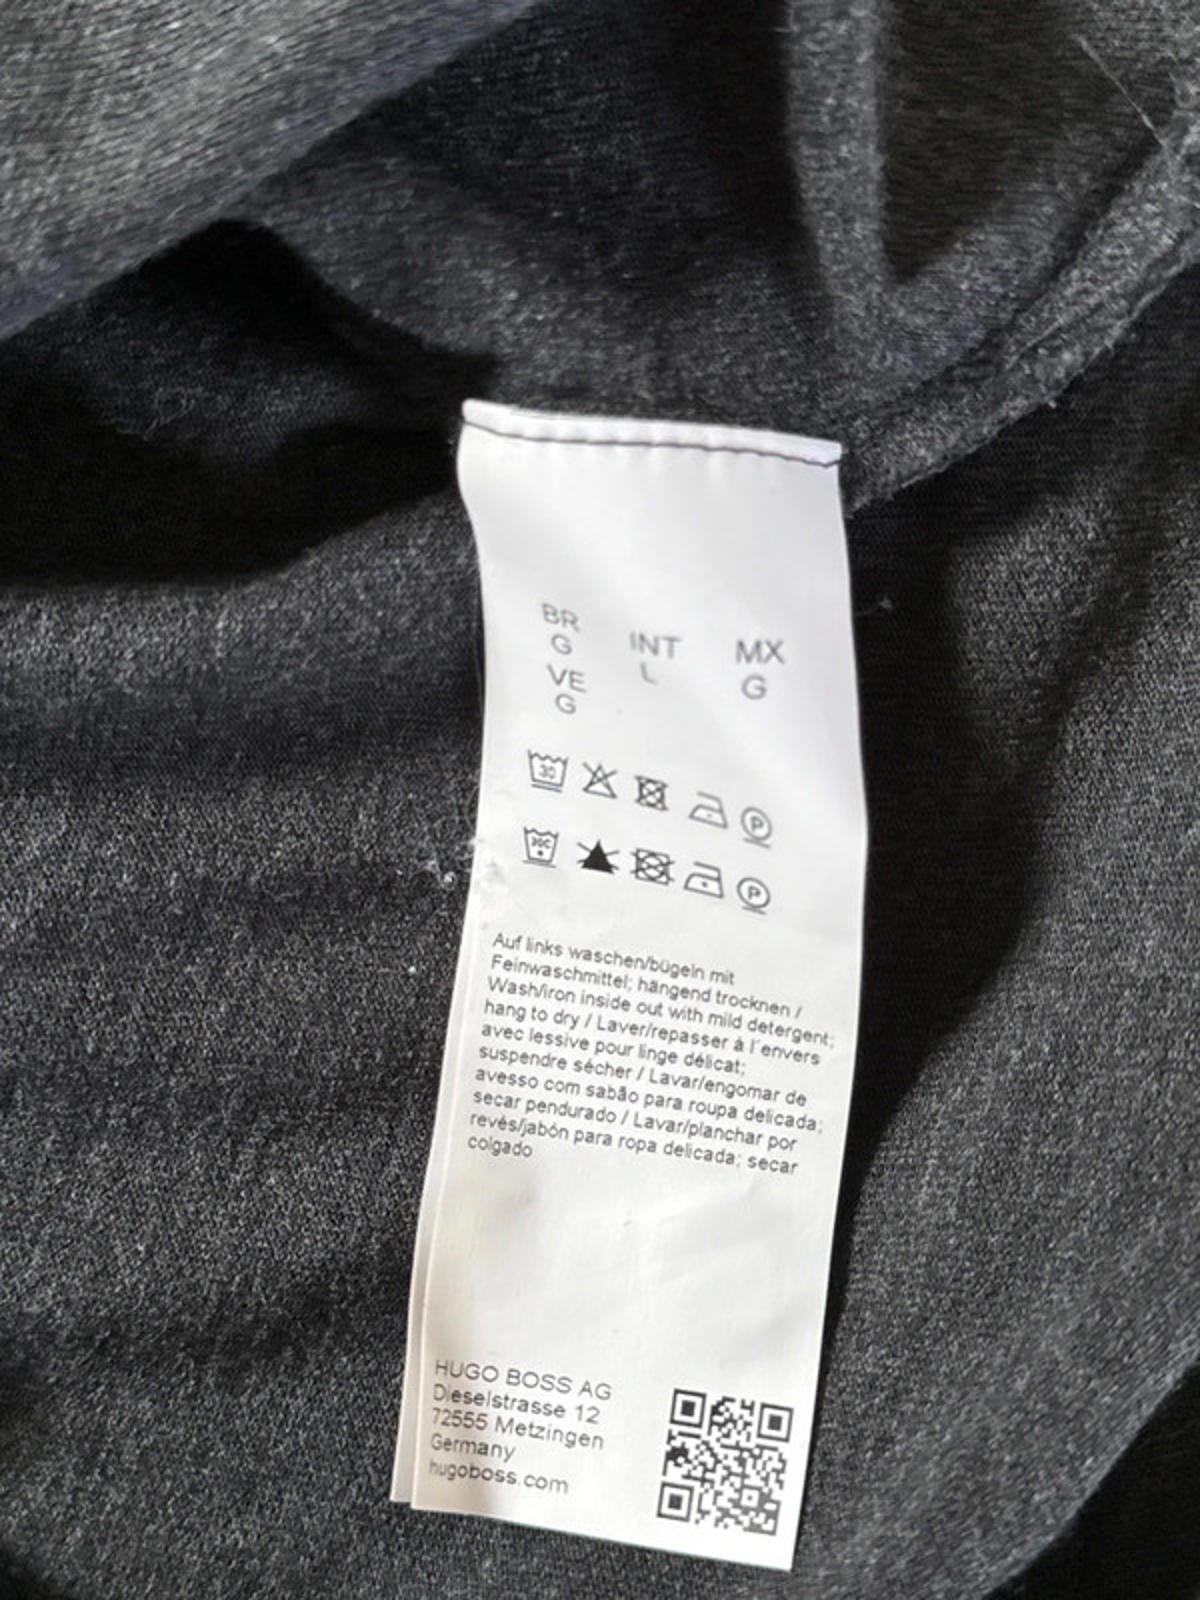 BR INT MX
G L G
VE
G
30 P
30C P
Auf links waschen/bügeln mit
Feinwaschmittel; hängend trocknen /
Wash/iron inside out with mild detergent;
hang to dry / Laver/repasser à l'envers
avec lessive pour linge délicat;
suspendre sécher / Lavar/engomar de
avesso com sabão para roupa delicada;
secar pendurado / Lavar/planchar por
revés/jabón para ropa delicada; secar
colgado
HUGO BOSS AG
Dieselstrasse 12
72555 Metzingen
Germany
hugoboss.com